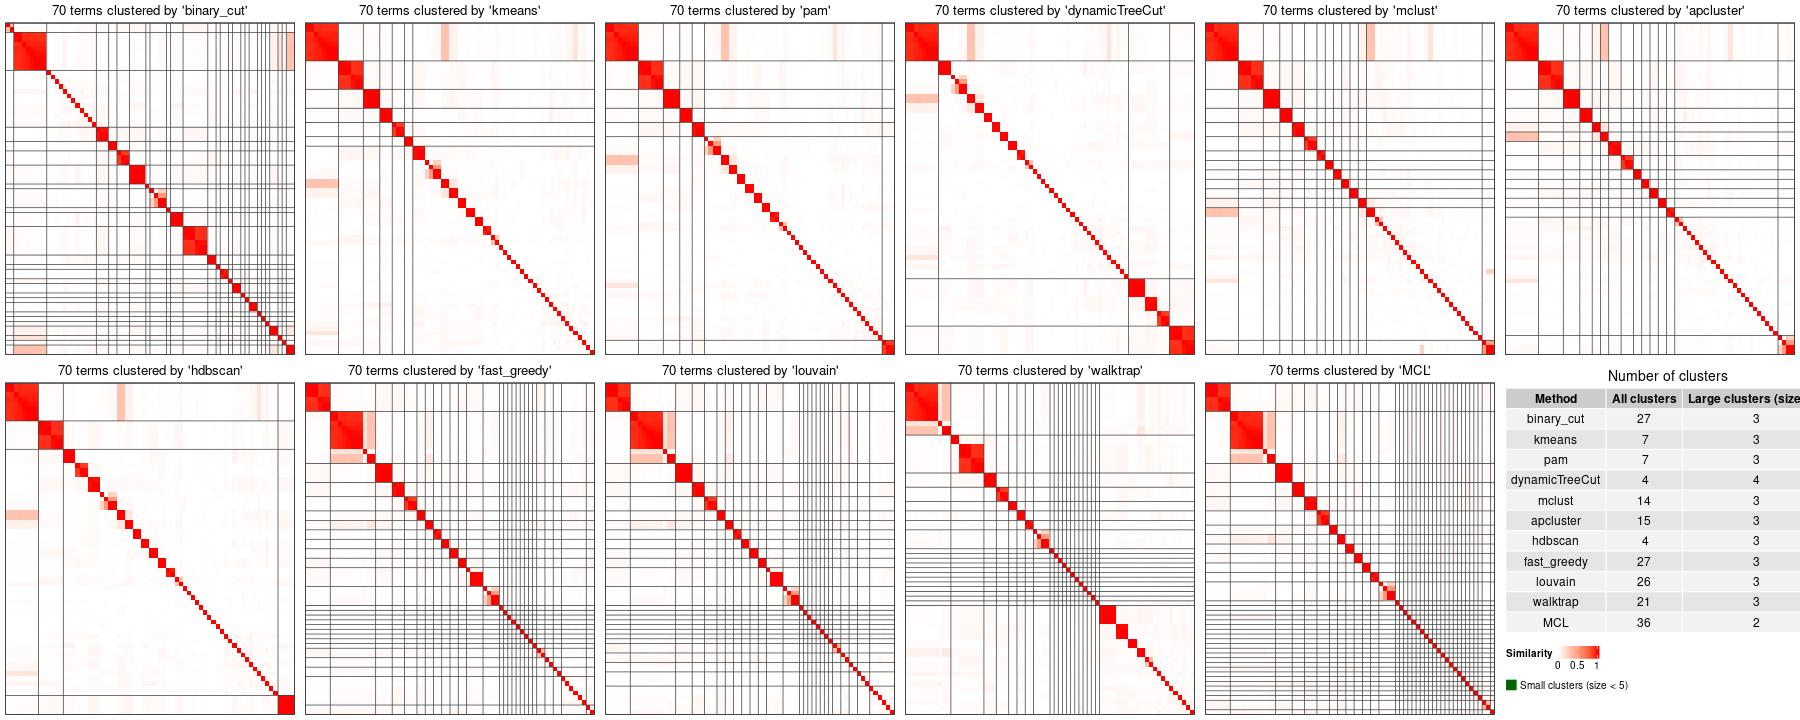 70 terms clustered by 'binary_cut'
70 terms clustered by 'kmeans'
70 terms clustered by 'pam'
70 terms clustered by 'dynamicTreeCut'
70 terms clustered by 'mclust'
70 terms clustered by 'apcluster'
70 terms clustered by 'hdbscan'
70 terms clustered by 'fast_greedy'
70 terms clustered by 'louvain'
70 terms clustered by 'walktrap'
70 terms clustered by 'MCL'
Number of clusters
Method All clusters Large clusters (size
binary_cut 27 3
kmeans 7 3
pam 7 3
dynamicTreeCut 4 4
mclust 14 3
apcluster 15 3
hdbscan 4 3
fast_greedy 27 3
louvain 26 3
walktrap 21 3
MCL 36 2
Similarity
0 0.5 1
Small clusters (size < 5)